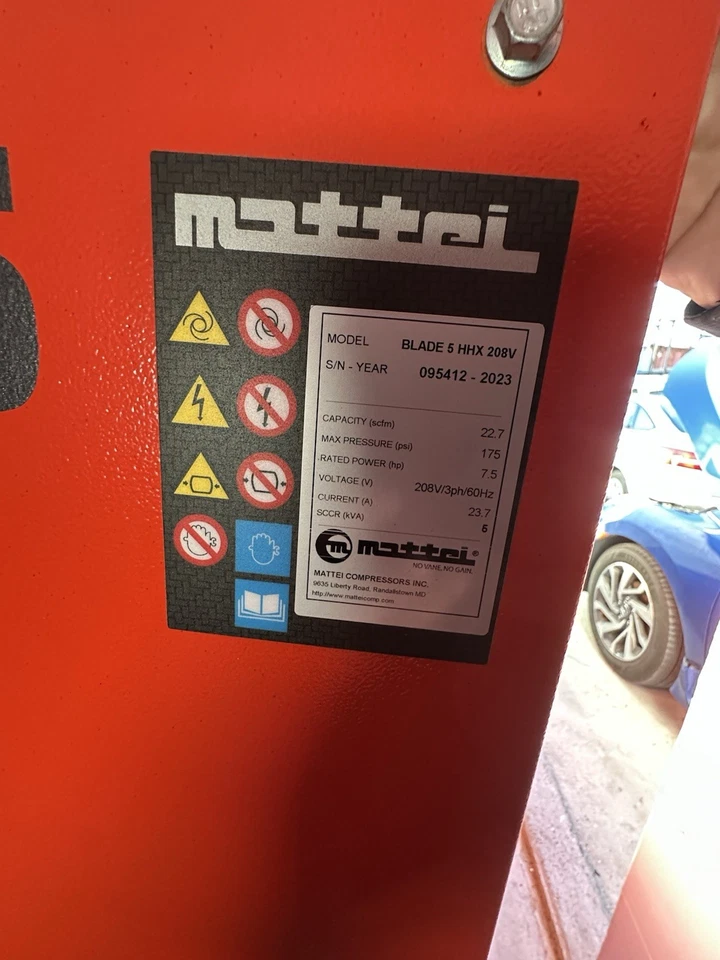 mattei
MODEL BLADE 5 HHX 208V
S/N - YEAR 095412 - 2023
CAPACITY (scfm) 22.7
MAX PRESSURE (psi) 175
RATED POWER (hp) 7.5
VOLTAGE (V) 208V/3ph/60Hz
CURRENT (A) 23.7
SCCR (kVA) 5
m mattei®
NO VANE, NO GAIN.
MATTEI COMPRESSORS INC.
9635 Liberty Road, Randallstown MD
http://www.matteicomp.com